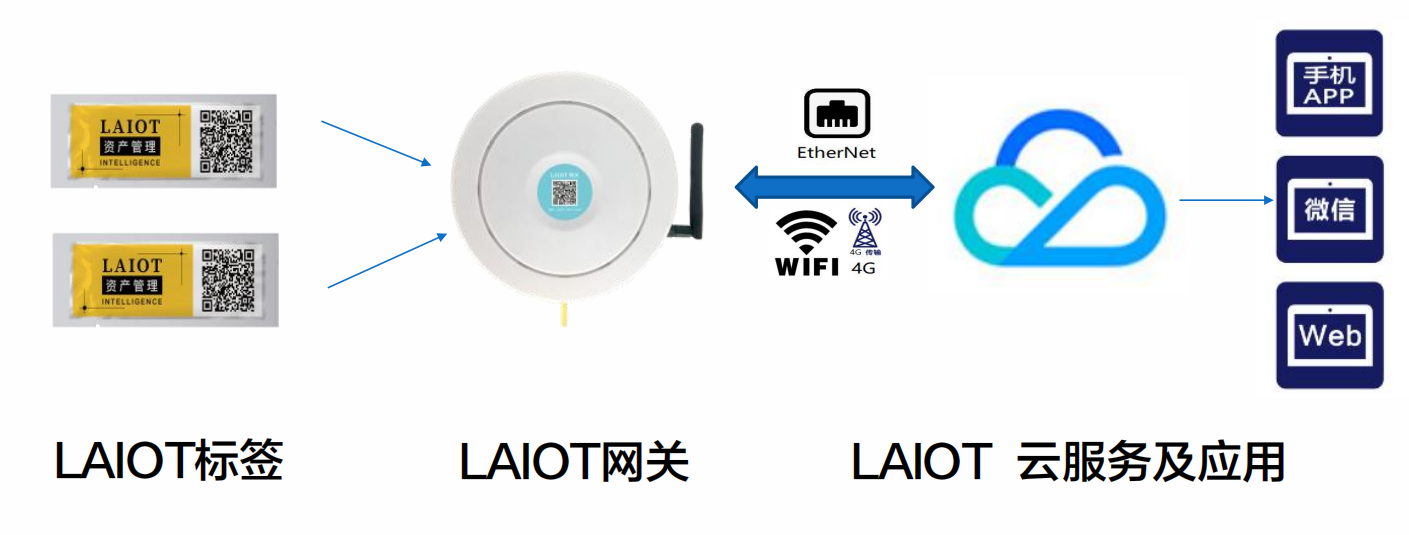 LAIOT
资产管理
INTELLIGENCE
LAIOT
资产管理
INTELLIGENCE
LAIOT 网关
EtherNet
WIFI
4G 传输
4G
手机
APP
微信
Web
LAIOT标签
LAIOT网关
LAIOT 云服务及应用